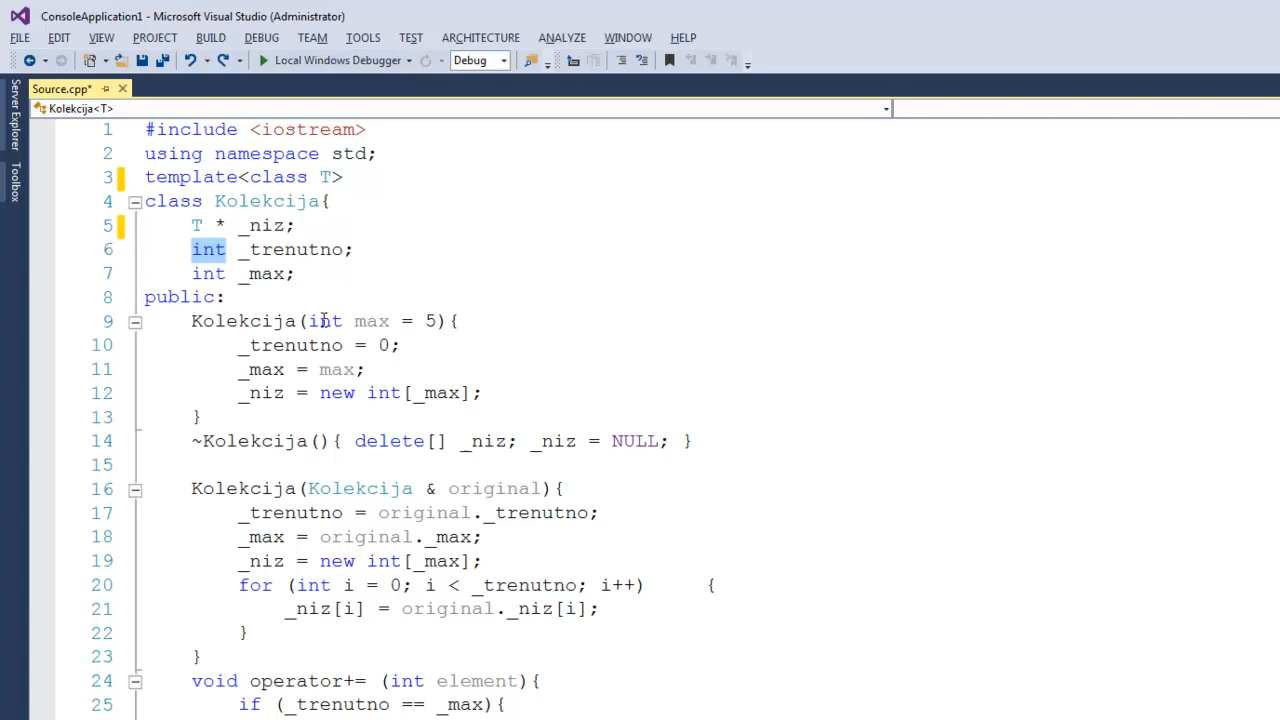 ConsoleApplication1 - Microsoft Visual Studio (Administrator)
FILE EDIT VIEW PROJECT BUILD DEBUG TEAM TOOLS TEST ARCHITECTURE ANALYZE WINDOW HELP
Local Windows Debugger Debug
Source.cpp*
Kolekcija<T>
Server Explorer
Toolbox
1 #include <iostream>
2 using namespace std;
3 template<class T>
4 class Kolekcija{
5 T * _niz;
6 int _trenutno;
7 int _max;
8 public:
9 Kolekcija(int max = 5){
10 _trenutno = 0;
11 _max = max;
12 _niz = new int[_max];
13 }
14 ~Kolekcija(){ delete[] _niz; _niz = NULL; }
15
16 Kolekcija(Kolekcija & original){
17 _trenutno = original._trenutno;
18 _max = original._max;
19 _niz = new int[_max];
20 for (int i = 0; i < _trenutno; i++) {
21 _niz[i] = original._niz[i];
22 }
23 }
24 void operator+= (int element){
25 if (_trenutno == _max){